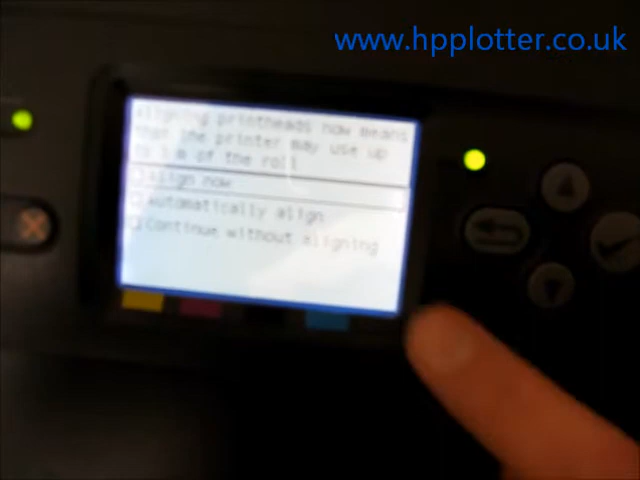 www.hpplotter.co.uk
Aligning printheads now means
that the printer may use up
to 3 m of the roll
Align now
Automatically align
Continue without aligning